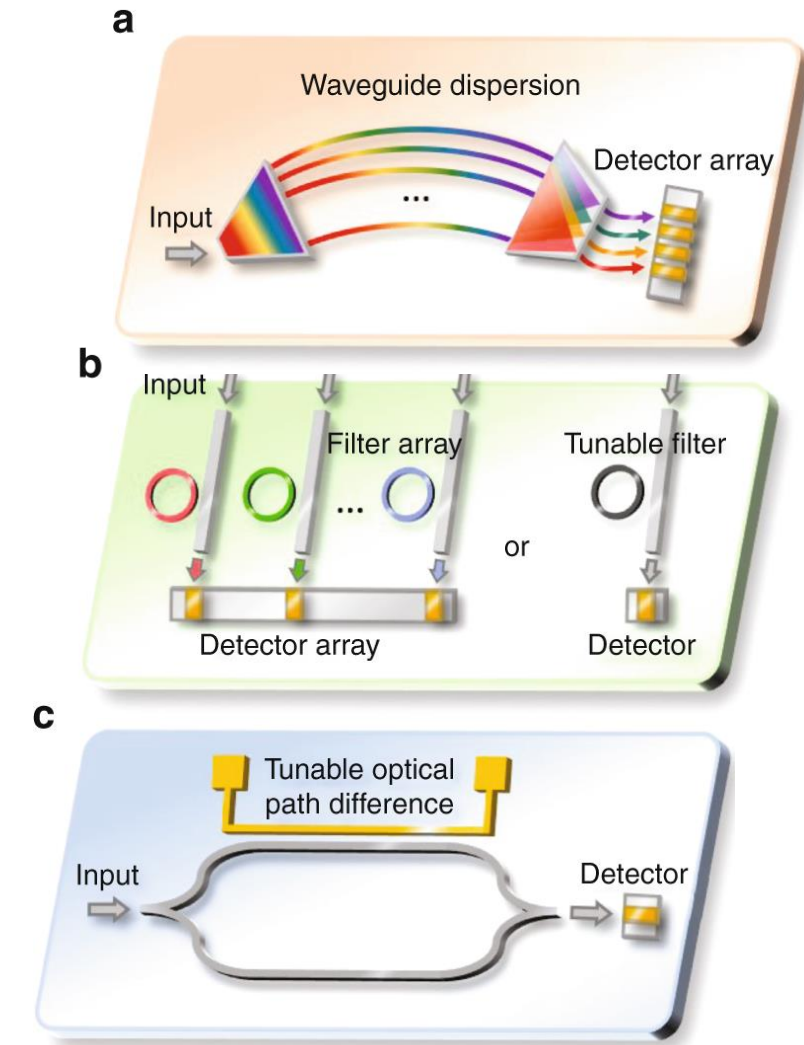 a
Waveguide dispersion
Detector array
Input
...
b
Input
Filter array
Tunable filter
...
or
Detector array
Detector
c
Tunable optical
path difference
Input
Detector